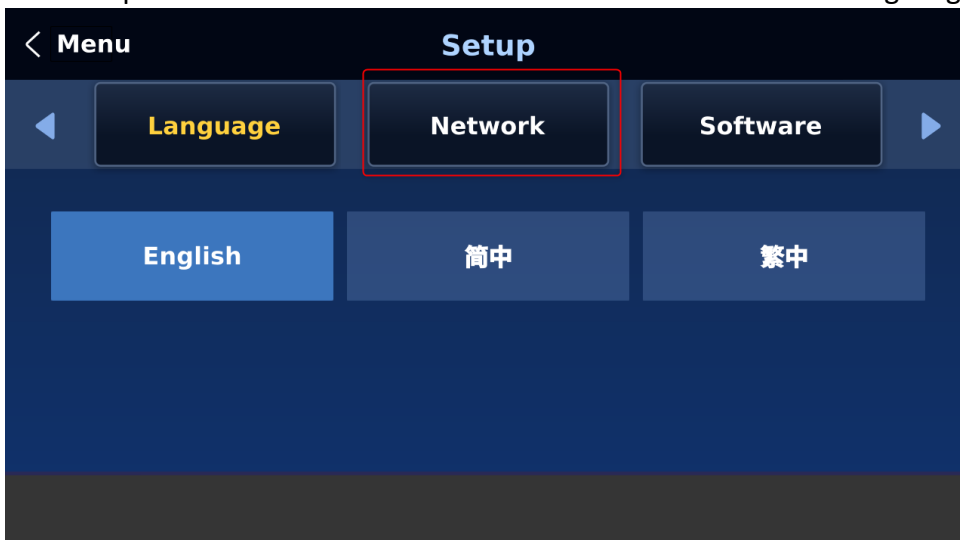 Menu
Setup
Language
Network
Software
English
简中
繁中